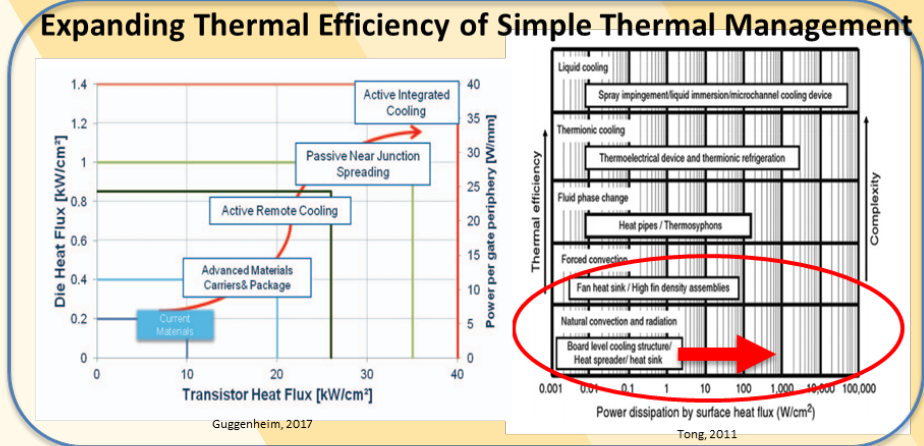 Expanding Thermal Efficiency of Simple Thermal Management
Die Heat Flux [kW/cm²]
1.4
1.2
1
0.8
0.6
0.4
0.2
0
Active Integrated
Cooling
Passive Near Junction
Spreading
Active Remote Cooling
Advanced Materials
Carriers& Package
Current
Materials
40
35
30
25
20
15
10
5
0
Power per gate periphery [W/mm]
0 10 20 30 40
Transistor Heat Flux [kW/cm²]
Guggenheim, 2017
Thermal efficiency
Liquid cooling
Spray impingement/liquid immersion/microchannel cooling device
Thermionic cooling
Thermoelectrical device and thermionic refrigeration
Fluid phase change
Heat pipes / Thermosyphons
Forced convection
Fan heat sink / High fin density assemblies
Natural convection and radiation
Board level cooling structure/
Heat spreader/ heat sink
Complexity
0.001 0.01 0.1 1 10 100 1,000 10,000 100,000
Power dissipation by surface heat flux (W/cm²)
Tong, 2011